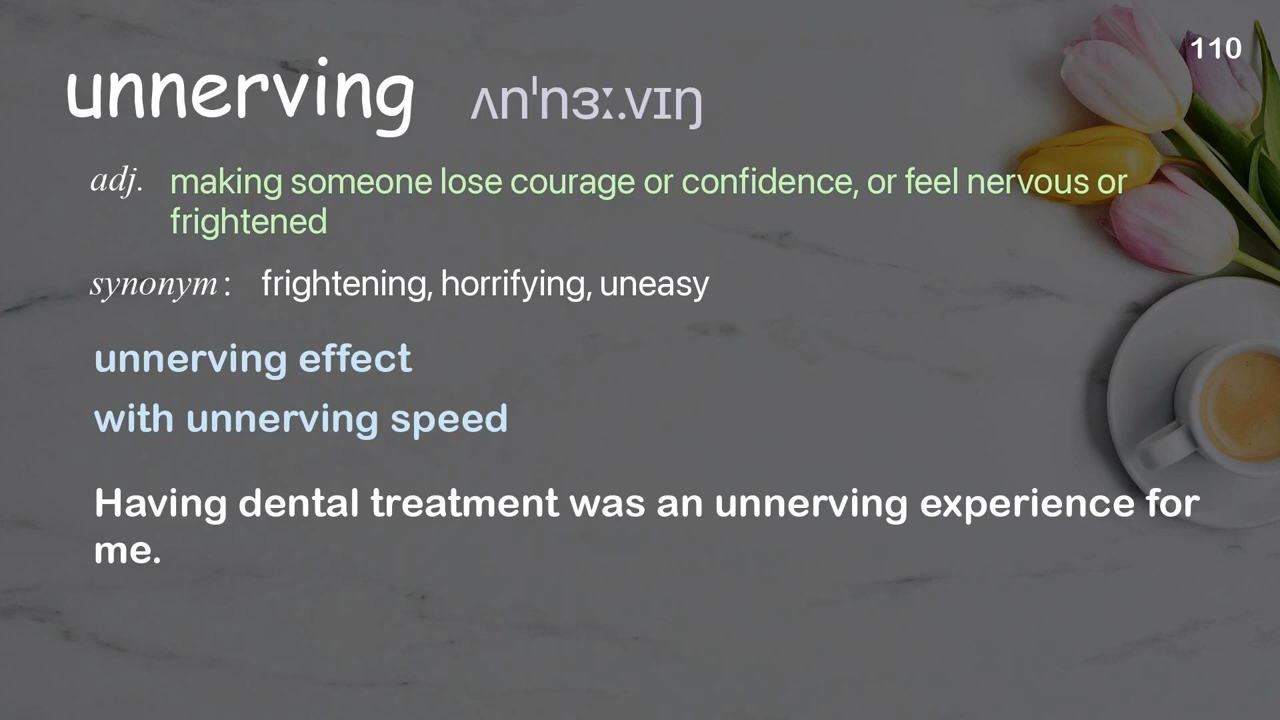 110
unnerving ʌnˈnɜː.vɪŋ
adj. making someone lose courage or confidence, or feel nervous or
frightened
synonym: frightening, horrifying, uneasy
unnerving effect
with unnerving speed
Having dental treatment was an unnerving experience for
me.